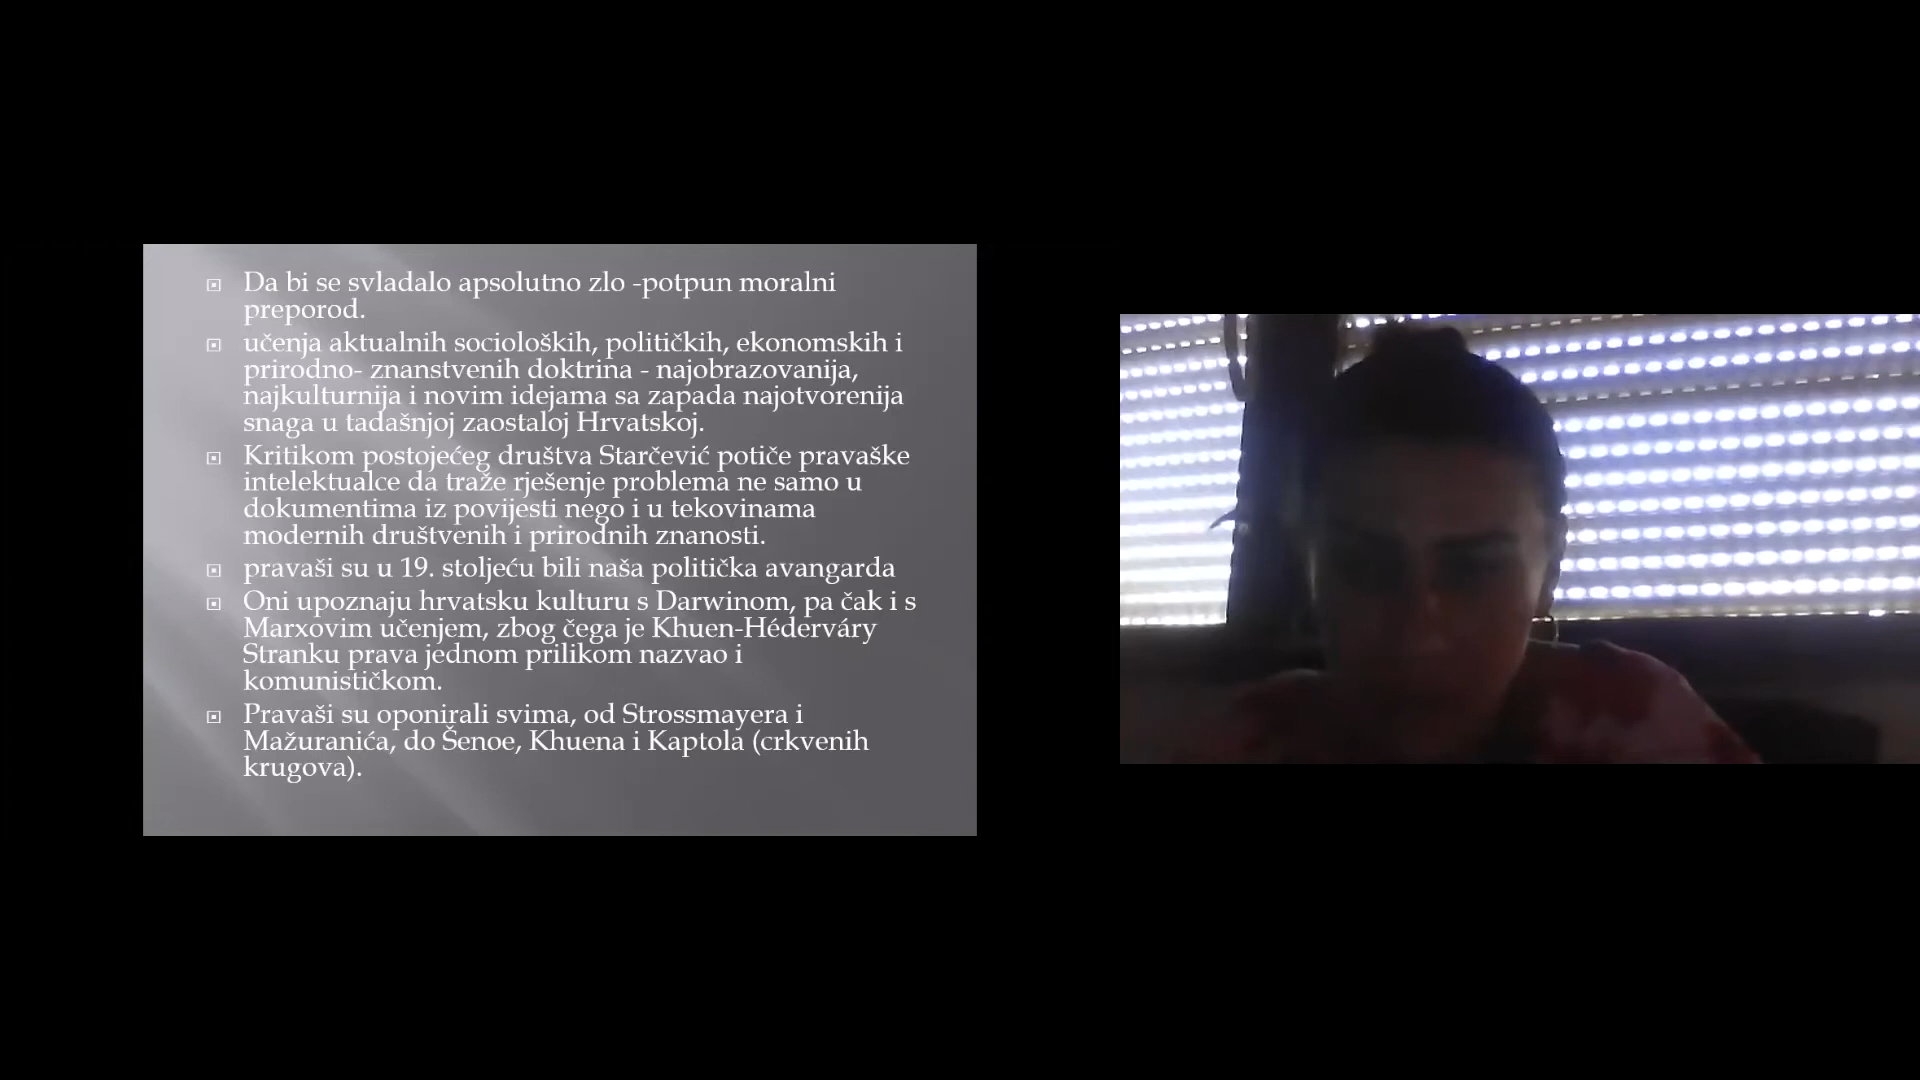 Da bi se svladalo apsolutno zlo -potpun moralni
preporod.
učenja aktualnih socioloških, političkih, ekonomskih i
prirodno- znanstvenih doktrina - najobrazovanija,
najkulturnija i novim idejama sa zapada najotvorenija
snaga u tadašnjoj zaostaloj Hrvatskoj.
Kritikom postojećeg društva Starčević potiče pravaške
intelektualce da traže rješenje problema ne samo u
dokumentima iz povijesti nego i u tekovinama
modernih društvenih i prirodnih znanosti.
pravaši su u 19. stoljeću bili naša politička avangarda
Oni upoznaju hrvatsku kulturu s Darwinom, pa čak i s
Marxovim učenjem, zbog čega je Khuen-Héderváry
Stranku prava jednom prilikom nazvao i
komunističkom.
Pravaši su oponirali svima, od Strossmayera i
Mažuranića, do Šenoe, Khuena i Kaptola (crkvenih
krugova).